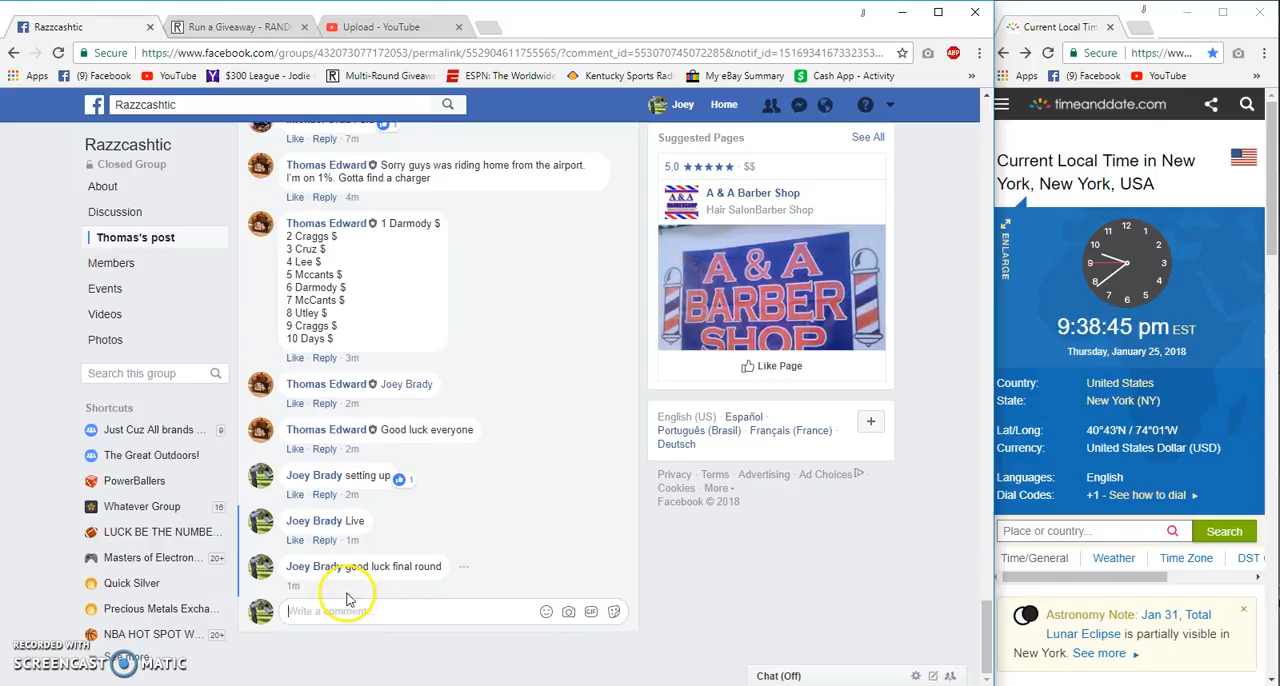 Razzcashtic
Run a Giveaway - RAND
Upload - YouTube
Current Local Time in Ne
Secure
https://www.facebook.com/groups/432073077172053/permalink/552904611755565/?comment_id=553070745072285&notif_id=1516934167332353...
Secure
https://ww...
Apps
(9) Facebook
YouTube
$300 League - Jodie
Multi-Round Giveaw
ESPN: The Worldwide
Kentucky Sports Radi
My eBay Summary
Cash App - Activity
»
Apps
(9) Facebook
YouTube
»
Razzcashtic
Joey
Home
timeanddate.com
Razzcashtic
Closed Group
About
Discussion
Thomas's post
Members
Events
Videos
Photos
Search this group
Shortcuts
Just Cuz All brands ...
9
The Great Outdoors!
PowerBallers
Whatever Group
16
LUCK BE THE NUMBE...
Masters of Electron...
20+
Quick Silver
Precious Metals Excha...
NBA HOT SPOT W...
20+
See more
RECORDED WITH
SCREENCAST MATIC
1
Like · Reply · 7m
Thomas Edward Sorry guys was riding home from the airport.
I'm on 1%. Gotta find a charger
Like · Reply · 4m
Thomas Edward 1 Darmody $
2 Craggs $
3 Cruz $
4 Lee $
5 Mccants $
6 Darmody $
7 McCants $
8 Utley $
9 Craggs $
10 Days $
Like · Reply · 3m
Thomas Edward Joey Brady
Like · Reply · 2m
Thomas Edward Good luck everyone
Like · Reply · 2m
Joey Brady setting up
1
Like · Reply · 2m
Joey Brady Live
Like · Reply · 1m
Joey Brady good luck final round
1m
Write a comment...
GIF
Suggested Pages
See All
5.0 ★★★★★ · $$
A & A Barber Shop
Hair SalonBarber Shop
A & A
BARBER
SHOP
Like Page
English (US) · Español ·
Português (Brasil) · Français (France) ·
Deutsch
Privacy · Terms · Advertising · Ad Choices ·
Cookies · More
Facebook © 2018
Chat (Off)
Current Local Time in New
York, New York, USA
ENLARGE
12
1
2
3
4
5
6
7
8
9
10
11
9:38:45 pm EST
Thursday, January 25, 2018
Country:
United States
State:
New York (NY)
Lat/Long:
40°43'N / 74°01'W
Currency:
United States Dollar (USD)
Languages:
English
Dial Codes:
+1 - See how to dial
Place or country...
Search
Time/General
Weather
Time Zone
DST
Astronomy Note: Jan 31, Total
Lunar Eclipse is partially visible in
New York. See more